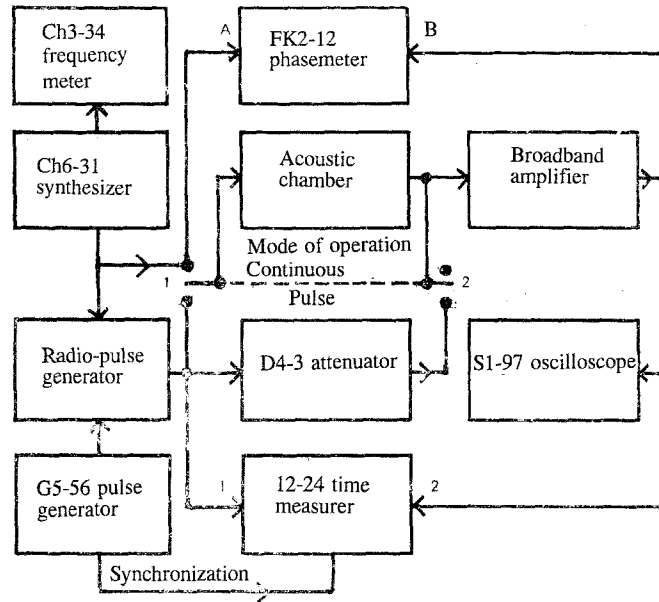 Ch3-34
frequency
meter
A
FK2-12
phasemeter
B
Ch6-31
synthesizer
Acoustic
chamber
Broadband
amplifier
Mode of operation
1
Continuous
2
Pulse
Radio-pulse
generator
D4-3 attenuator
S1-97 oscilloscope
G5-56 pulse
generator
1
12-24 time
measurer
2
Synchronization